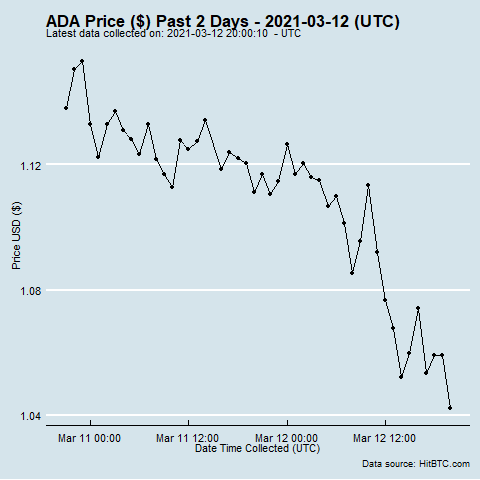 ADA Price ($) Past 2 Days - 2021-03-12 (UTC)
Latest data collected on: 2021-03-12 20:00:10  - UTC
1.12
1.08
1.04
Price USD ($)
Mar 11 00:00 Mar 11 12:00 Mar 12 00:00 Mar 12 12:00
Date Time Collected (UTC)
Data source: HitBTC.com